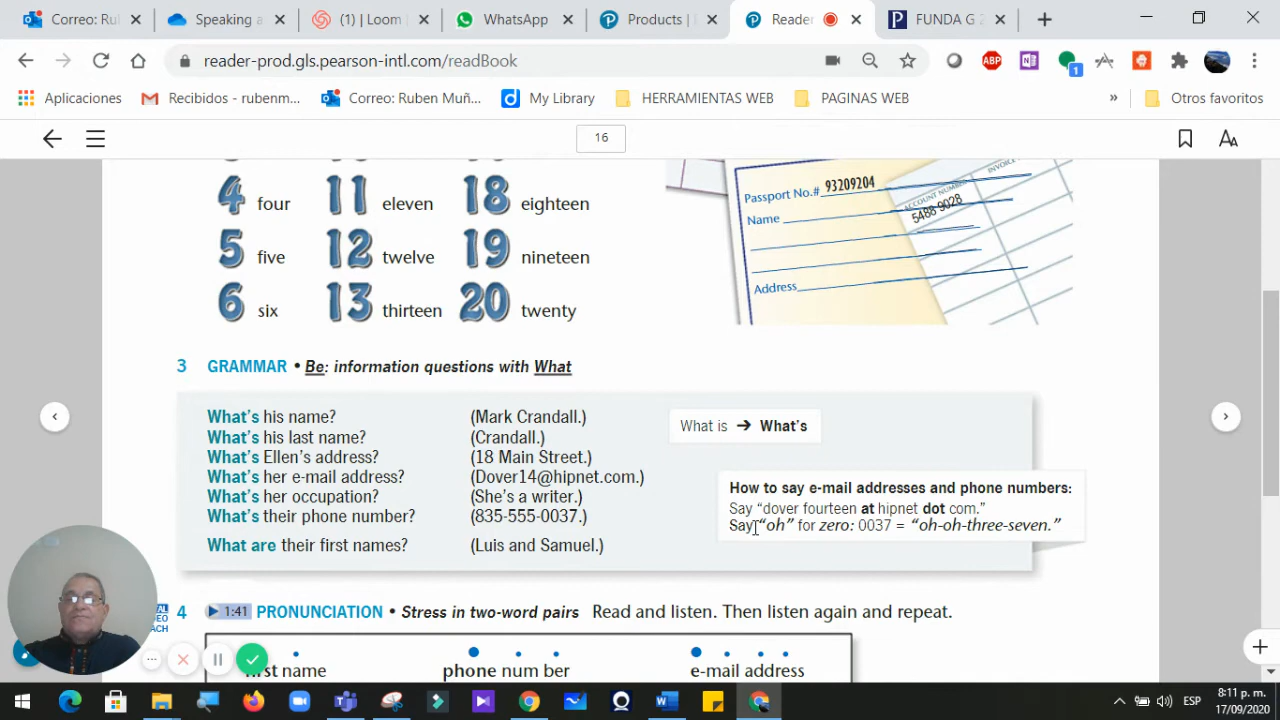 Correo: Ru
Speaking a
(1) | Loom
WhatsApp
Products |
Reader
FUNDA G 2
reader-prod.gls.pearson-intl.com/readBook
ABP
1
Aplicaciones
Recibidos - rubenm...
Correo: Ruben Muñ...
My Library
HERRAMIENTAS WEB
PAGINAS WEB
»
Otros favoritos
16
4 four
11 eleven
18 eighteen
5 five
12 twelve
19 nineteen
6 six
13 thirteen
20 twenty
Passport No.# 93209204
Name
Address
ACCOUNT NUMBER
INVOICE
5488 9028
3 GRAMMAR • Be: information questions with What
What's his name? (Mark Crandall.)
What's his last name? (Crandall.)
What's Ellen's address? (18 Main Street.)
What's her e-mail address? (Dover14@hipnet.com.)
What's her occupation? (She's a writer.)
What's their phone number? (835-555-0037.)
What are their first names? (Luis and Samuel.)
What is → What's
How to say e-mail addresses and phone numbers:
Say "dover fourteen at hipnet dot com."
Say "oh" for zero: 0037 = "oh-oh-three-seven."
4 1:41 PRONUNCIATION • Stress in two-word pairs Read and listen. Then listen again and repeat.
name
phone num ber
e-mail address
ESP
8:11 p. m.
17/09/2020